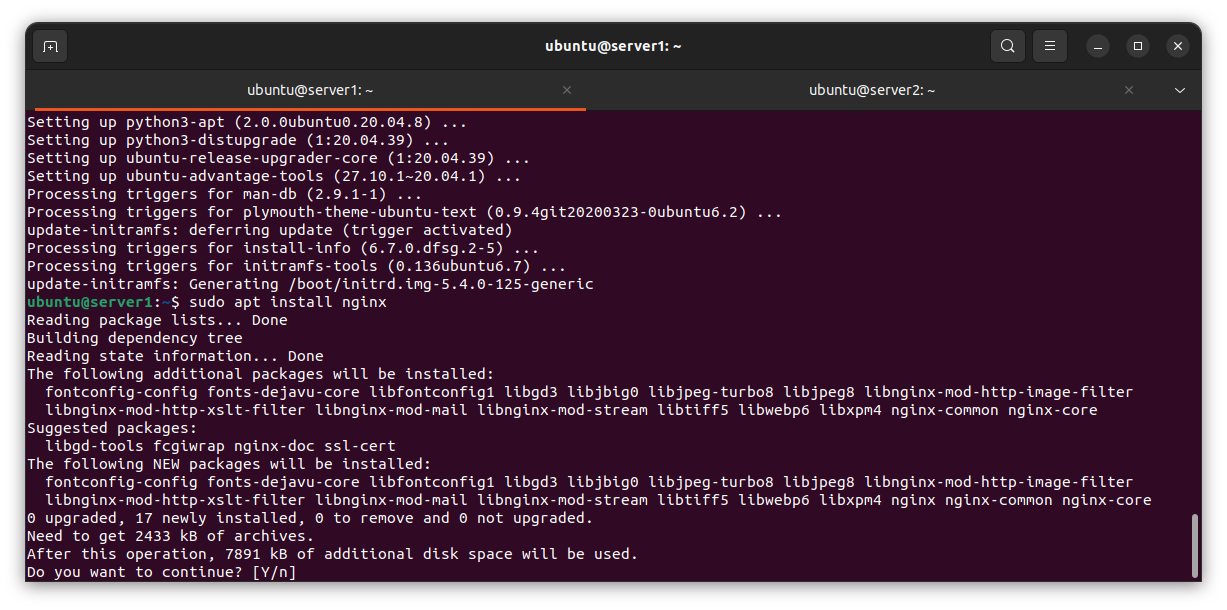 ubuntu@server1: ~
ubuntu@server1: ~
ubuntu@server2: ~
Setting up python3-apt (2.0.0ubuntu0.20.04.8) ...
Setting up python3-distupgrade (1:20.04.39) ...
Setting up ubuntu-release-upgrader-core (1:20.04.39) ...
Setting up ubuntu-advantage-tools (27.10.1~20.04.1) ...
Processing triggers for man-db (2.9.1-1) ...
Processing triggers for plymouth-theme-ubuntu-text (0.9.4git20200323-0ubuntu6.2) ...
update-initramfs: deferring update (trigger activated)
Processing triggers for install-info (6.7.0.dfsg.2-5) ...
Processing triggers for initramfs-tools (0.136ubuntu6.7) ...
update-initramfs: Generating /boot/initrd.img-5.4.0-125-generic
ubuntu@server1:~$ sudo apt install nginx
Reading package lists... Done
Building dependency tree
Reading state information... Done
The following additional packages will be installed:
  fontconfig-config fonts-dejavu-core libfontconfig1 libgd3 libjbig0 libjpeg-turbo8 libjpeg8 libnginx-mod-http-image-filter
  libnginx-mod-http-xslt-filter libnginx-mod-mail libnginx-mod-stream libtiff5 libwebp6 libxpm4 nginx-common nginx-core
Suggested packages:
  libgd-tools fcgiwrap nginx-doc ssl-cert
The following NEW packages will be installed:
  fontconfig-config fonts-dejavu-core libfontconfig1 libgd3 libjbig0 libjpeg-turbo8 libjpeg8 libnginx-mod-http-image-filter
  libnginx-mod-http-xslt-filter libnginx-mod-mail libnginx-mod-stream libtiff5 libwebp6 libxpm4 nginx nginx-common nginx-core
0 upgraded, 17 newly installed, 0 to remove and 0 not upgraded.
Need to get 2433 kB of archives.
After this operation, 7891 kB of additional disk space will be used.
Do you want to continue? [Y/n]